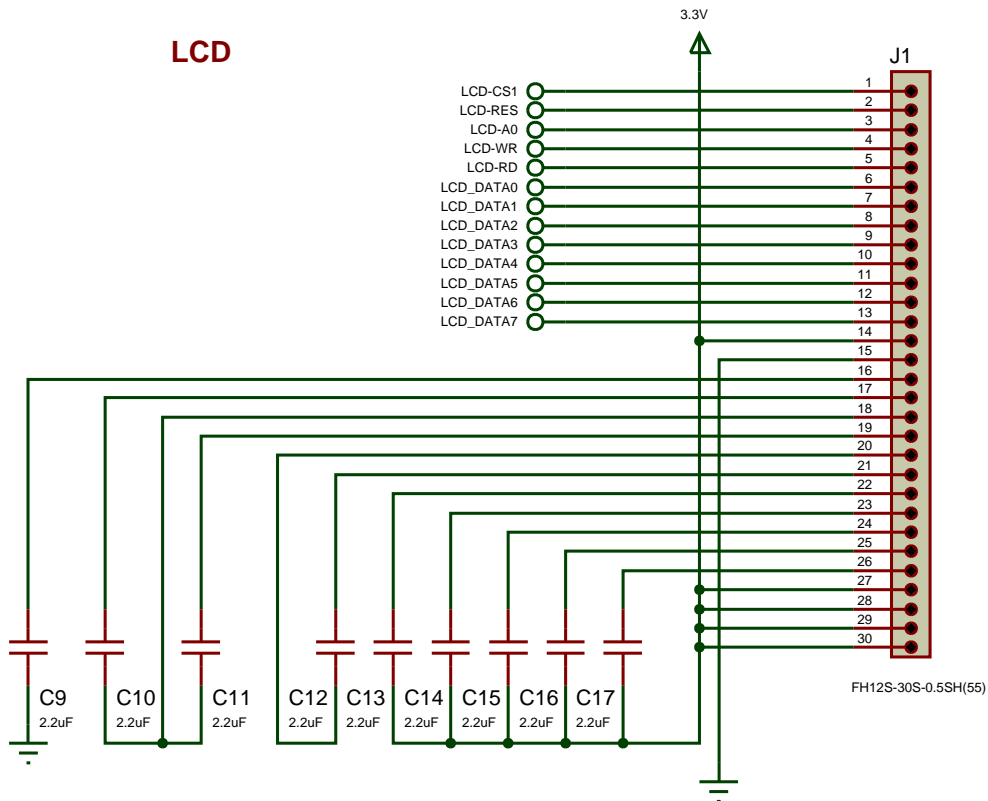 3.3V
LCD
J1
LCD-CS1 1
LCD-RES 2
LCD-A0 3
LCD-WR 4
LCD-RD 5
LCD_DATA0 6
LCD_DATA1 7
LCD_DATA2 8
LCD_DATA3 9
LCD_DATA4 10
LCD_DATA5 11
LCD_DATA6 12
LCD_DATA7 13
14
15
16
17
18
19
20
21
22
23
24
25
26
27
28
29
30
FH12S-30S-0.5SH(55)
C9 C10 C11 C12 C13 C14 C15 C16 C17
2.2uF 2.2uF 2.2uF 2.2uF 2.2uF 2.2uF 2.2uF 2.2uF 2.2uF